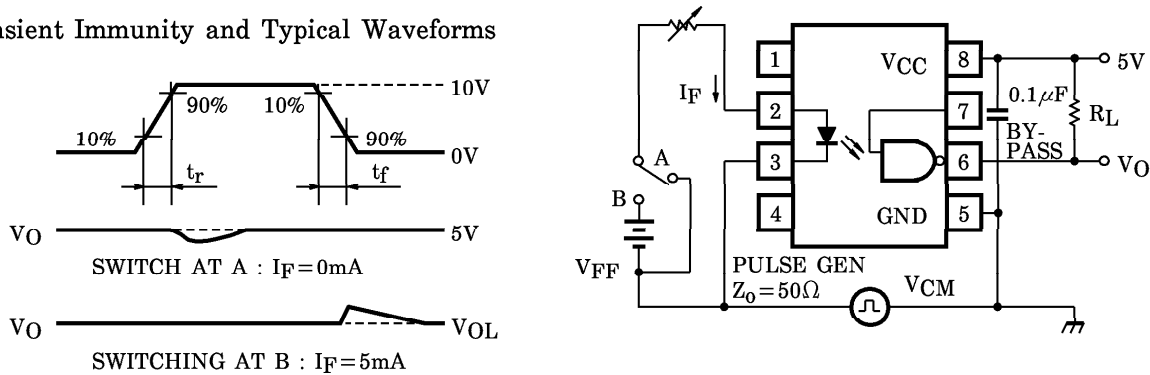 nsient Immunity and Typical Waveforms
10V
90% 10%
10% 90%
0V
tr tf
VO 5V
SWITCH AT A : IF=0mA
VO VOL
SWITCHING AT B : IF=5mA
1 VCC 8 5V
IF 0.1μF
2 7 RL
BY-
PASS
A 3 6 VO
B
4 GND 5
VFF
PULSE GEN
Zo=50Ω
VCM